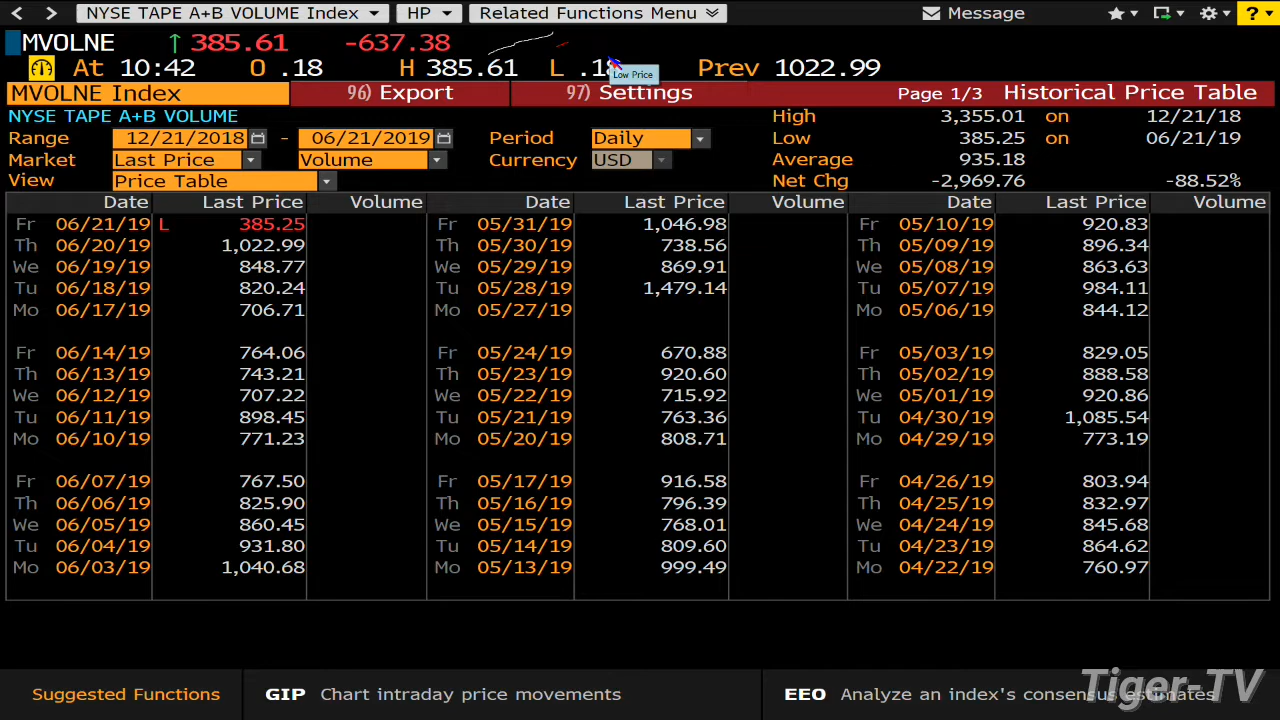 NYSE TAPE A+B VOLUME Index HP Related Functions Menu Message ?
MVOLNE ↑ 385.61 -637.38
At 10:42 O .18 H 385.61 L .18 Prev 1022.99
Low Price
MVOLNE Index 96) Export 97) Settings Page 1/3 Historical Price Table
NYSE TAPE A+B VOLUME High 3,355.01 on 12/21/18
Range 12/21/2018 - 06/21/2019 Period Daily Low 385.25 on 06/21/19
Market Last Price Volume Currency USD Average 935.18
View Price Table Net Chg -2,969.76 -88.52%
Date Last Price Volume Date Last Price Volume Date Last Price Volume
Fr 06/21/19 L 385.25 Fr 05/31/19 1,046.98 Fr 05/10/19 920.83
Th 06/20/19 1,022.99 Th 05/30/19 738.56 Th 05/09/19 896.34
We 06/19/19 848.77 We 05/29/19 869.91 We 05/08/19 863.63
Tu 06/18/19 820.24 Tu 05/28/19 1,479.14 Tu 05/07/19 984.11
Mo 06/17/19 706.71 Mo 05/27/19 Mo 05/06/19 844.12
Fr 06/14/19 764.06 Fr 05/24/19 670.88 Fr 05/03/19 829.05
Th 06/13/19 743.21 Th 05/23/19 920.60 Th 05/02/19 888.58
We 06/12/19 707.22 We 05/22/19 715.92 We 05/01/19 920.86
Tu 06/11/19 898.45 Tu 05/21/19 763.36 Tu 04/30/19 1,085.54
Mo 06/10/19 771.23 Mo 05/20/19 808.71 Mo 04/29/19 773.19
Fr 06/07/19 767.50 Fr 05/17/19 916.58 Fr 04/26/19 803.94
Th 06/06/19 825.90 Th 05/16/19 796.39 Th 04/25/19 832.97
We 06/05/19 860.45 We 05/15/19 768.01 We 04/24/19 845.68
Tu 06/04/19 931.80 Tu 05/14/19 809.60 Tu 04/23/19 864.62
Mo 06/03/19 1,040.68 Mo 05/13/19 999.49 Mo 04/22/19 760.97
Suggested Functions GIP Chart intraday price movements EEO Analyze an index's consensus estimates
Tiger-TV